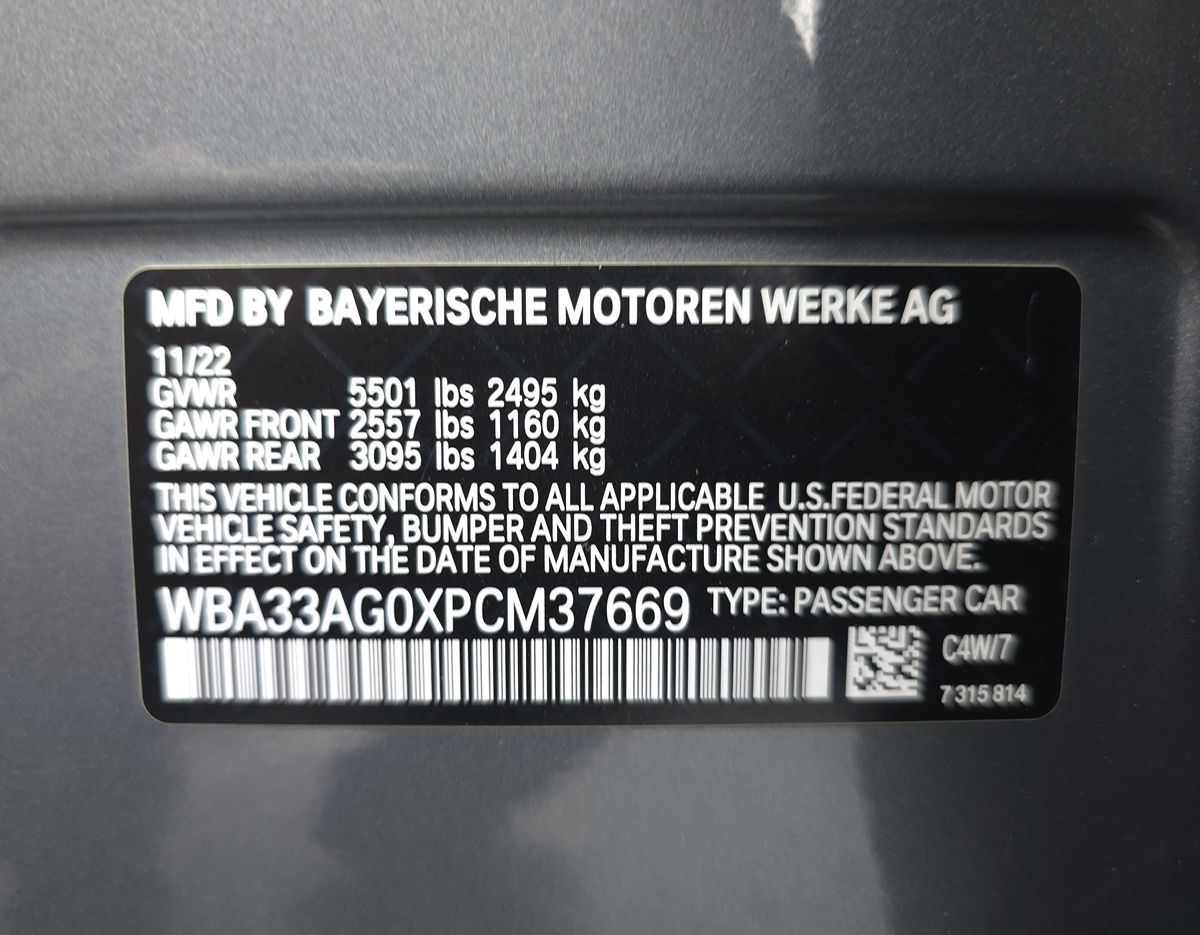 MFD BY BAYERISCHE MOTOREN WERKE AG
11/22
GVWR 5501 lbs 2495 kg
GAWR FRONT 2557 lbs 1160 kg
GAWR REAR 3095 lbs 1404 kg
THIS VEHICLE CONFORMS TO ALL APPLICABLE U.S.FEDERAL MOTOR
VEHICLE SAFETY, BUMPER AND THEFT PREVENTION STANDARDS
IN EFFECT ON THE DATE OF MANUFACTURE SHOWN ABOVE.
WBA33AG0XPCM37669 TYPE: PASSENGER CAR
C4W/7
7 315 814